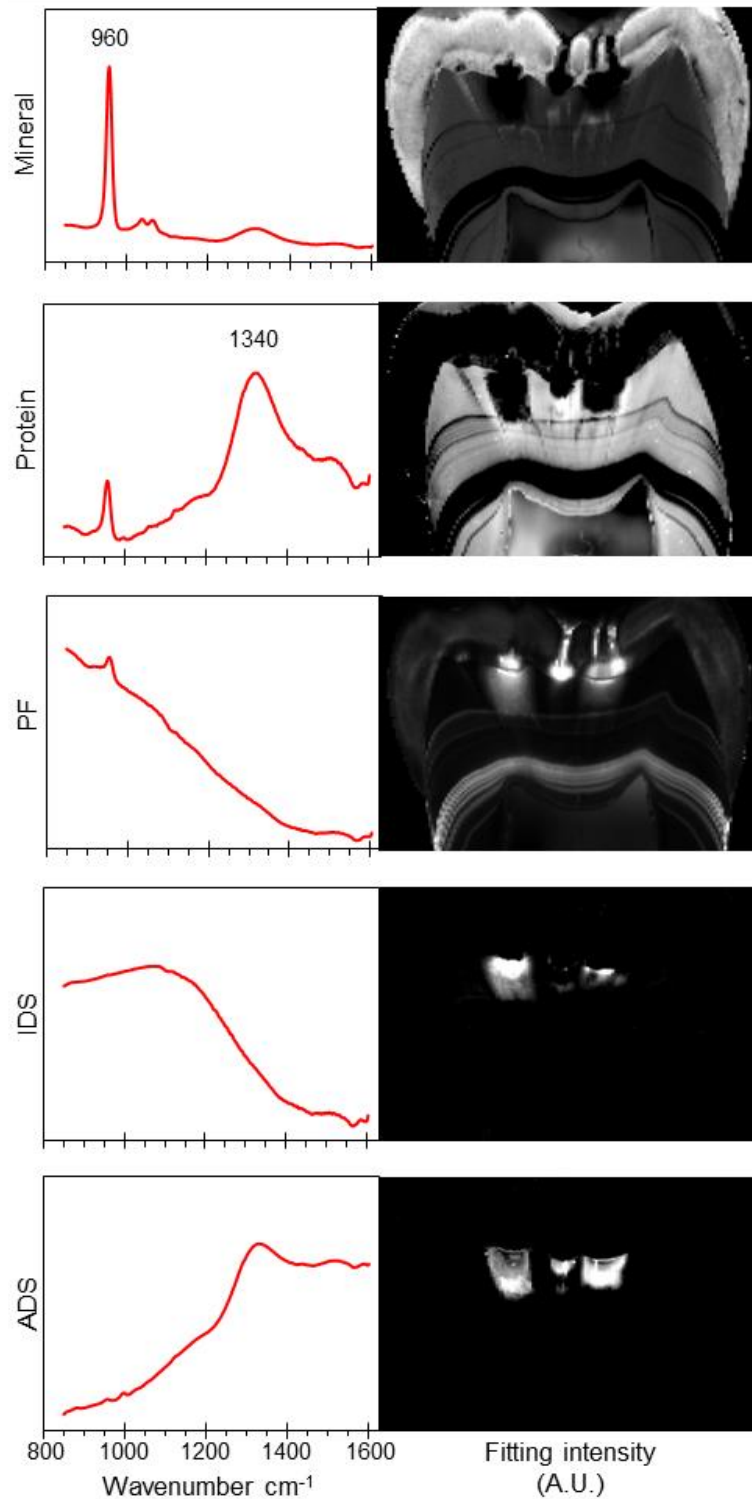 960
Mineral
1340
Protein
PF
IDS
ADS
800 1000 1200 1400 1600
Wavenumber cm-1
Fitting intensity
(A.U.)